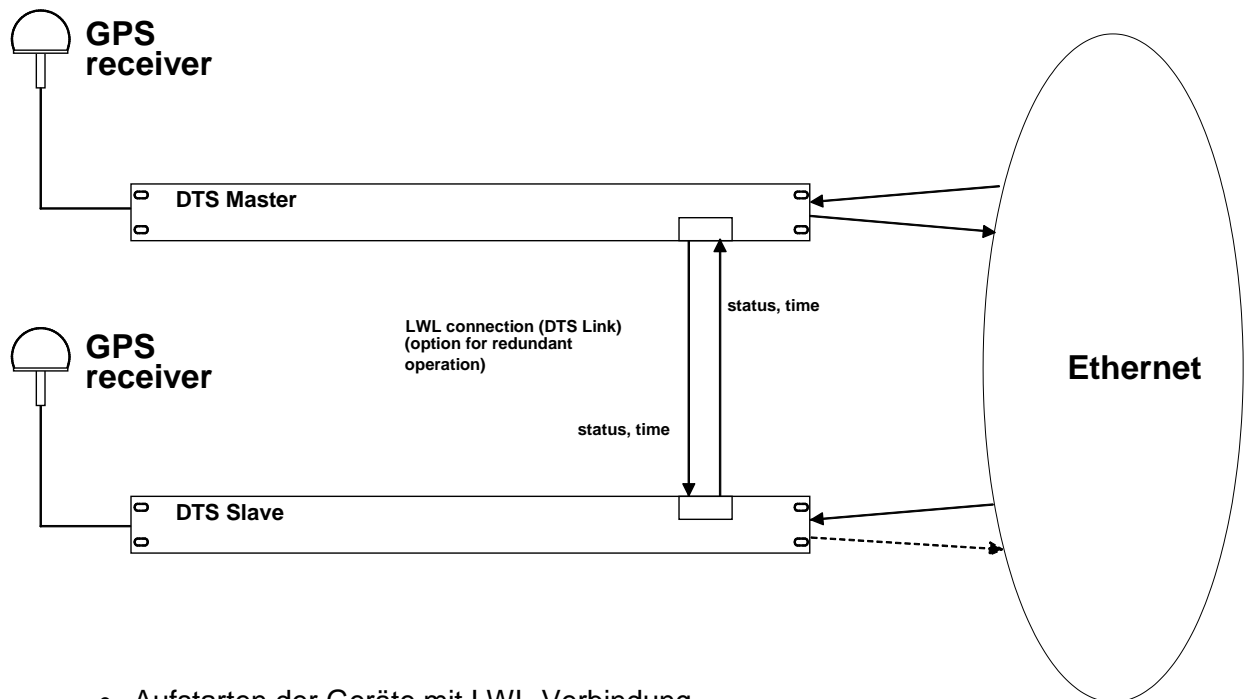 GPS
receiver
DTS Master
status, time
LWL connection (DTS Link)
(option for redundant
operation)
GPS
receiver
Ethernet
status, time
DTS Slave
• Aufstarten der Geräte mit LWL-Verbindung